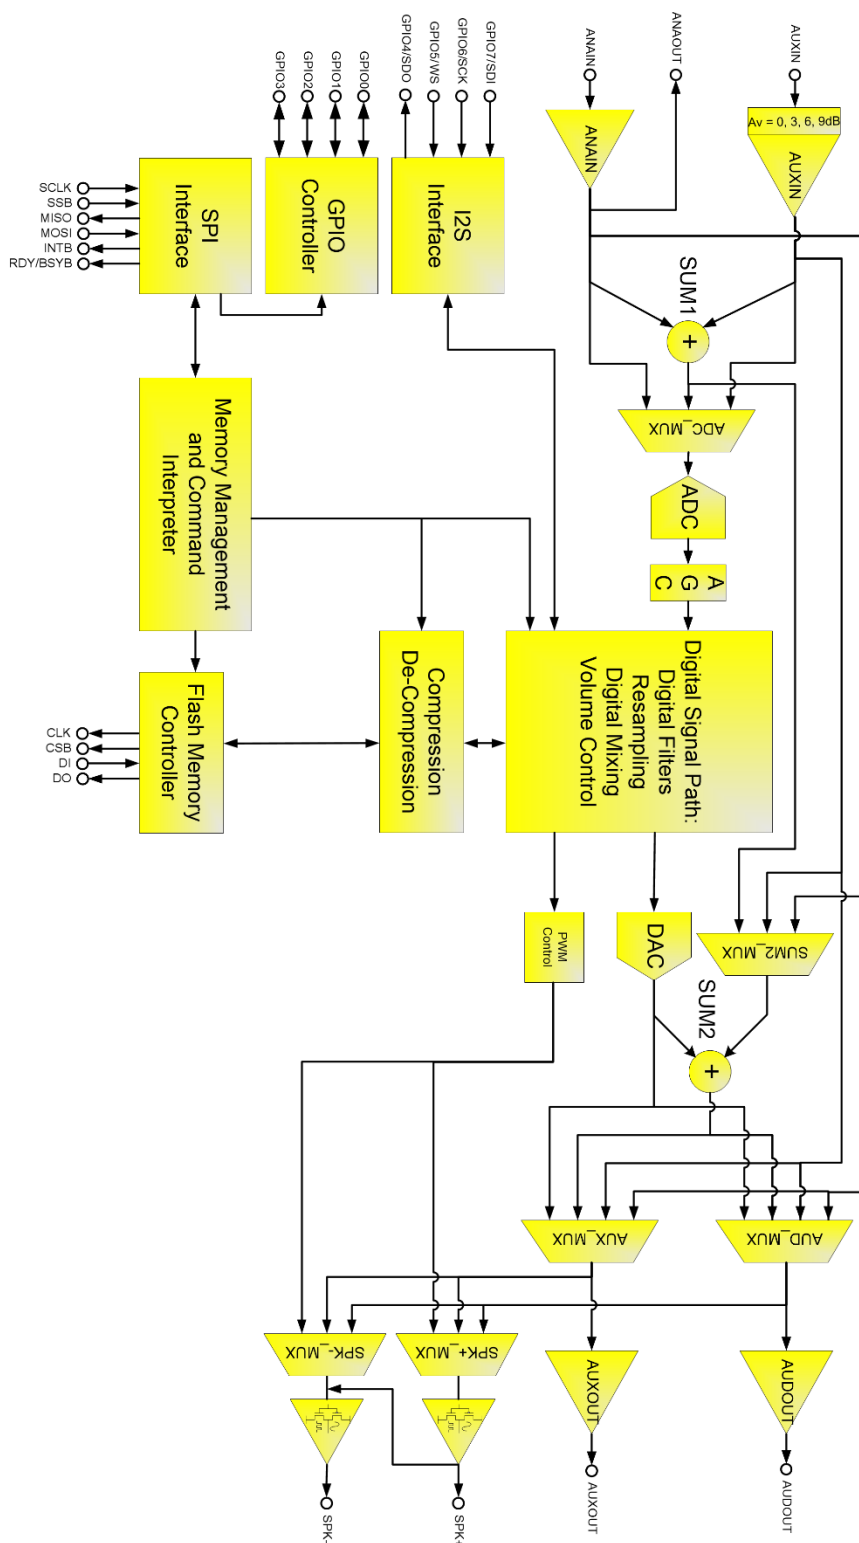 GPIO3
GPIO2
GPIO1
GPIO0
GPIO4/SDO
GPIO5/WS
GPIO6/SCK
GPIO7/SDI
ANAIN
ANAOUT
AUXIN
Av = 0, 3, 6, 9dB
ANAIN
AUXIN
SCLK
SSB
MISO
MOSI
INTB
RDY/BSYB
SPI
Interface
GPIO
Controller
I2S
Interface
SUM1
+
ADC_MUX
ADC
A
G
C
Memory Management
and Command
Interpreter
Compression
De-Compression
Digital Signal Path:
Digital Filters
Resampling
Digital Mixing
Volume Control
CLK
CSB
DI
DO
Flash Memory
Controller
PWM
Control
DAC
SUM2_MUX
SUM2
+
AUX_MUX
AUD_MUX
SPK-_MUX
SPK+_MUX
AUXOUT
AUDOUT
SPK-
SPK+
AUXOUT
AUDOUT